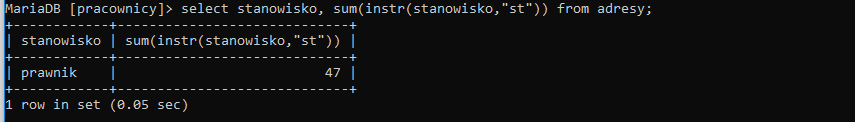 MariaDB [pracownicy]> select stanowisko, sum(instr(stanowisko,"st")) from adresy;
+------------+-----------------------------+
| stanowisko | sum(instr(stanowisko,"st")) |
+------------+-----------------------------+
| prawnik    |                          47 |
+------------+-----------------------------+
1 row in set (0.05 sec)